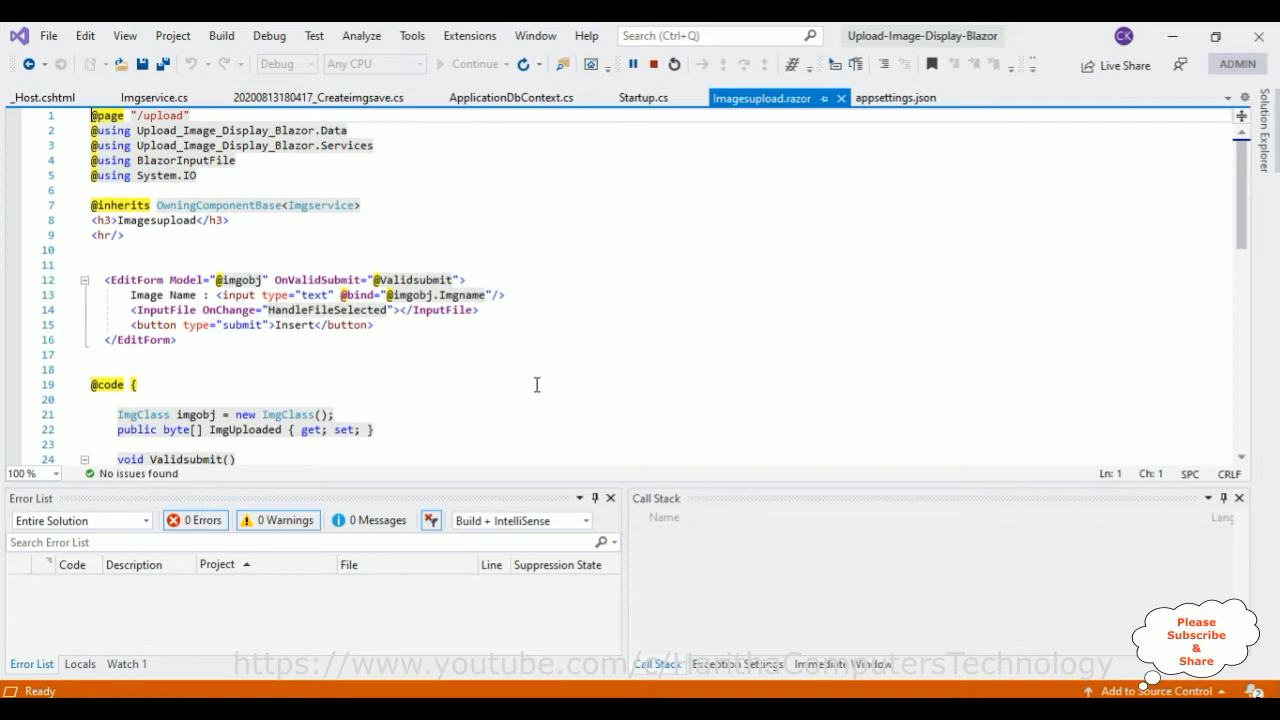 File Edit View Project Build Debug Test Analyze Tools Extensions Window Help Search (Ctrl+Q) Upload-Image-Display-Blazor CK
Debug Any CPU Continue Live Share ADMIN
_Host.cshtml Imgservice.cs 20200813180417_Createimgsave.cs ApplicationDbContext.cs Startup.cs Imagesupload.razor appsettings.json
Solution Explorer
1 @page "/upload"
2 @using Upload_Image_Display_Blazor.Data
3 @using Upload_Image_Display_Blazor.Services
4 @using BlazorInputFile
5 @using System.IO
6
7 @inherits OwningComponentBase<Imgservice>
8 <h3>Imagesupload</h3>
9 <hr/>
10
11
12 <EditForm Model="@imgobj" OnValidSubmit="@Validsubmit">
13 Image Name : <input type="text" @bind="@imgobj.Imgname"/>
14 <InputFile OnChange="HandleFileSelected"></InputFile>
15 <button type="submit">Insert</button>
16 </EditForm>
17
18
19 @code {
20
21 ImgClass imgobj = new ImgClass();
22 public byte[] ImgUploaded { get; set; }
23
24 void Validsubmit()
100 % No issues found Ln: 1 Ch: 1 SPC CRLF
Error List
Entire Solution 0 Errors 0 Warnings 0 Messages Build + IntelliSense
Search Error List
Code Description Project File Line Suppression State
Call Stack
Name Lang
Please
Subscribe
&
Share
Error List Locals Watch 1
Call Stack Exception Settings Immediate Window
https://www.youtube.com/c/HarithaComputersTechnology
Ready Add to Source Control 2